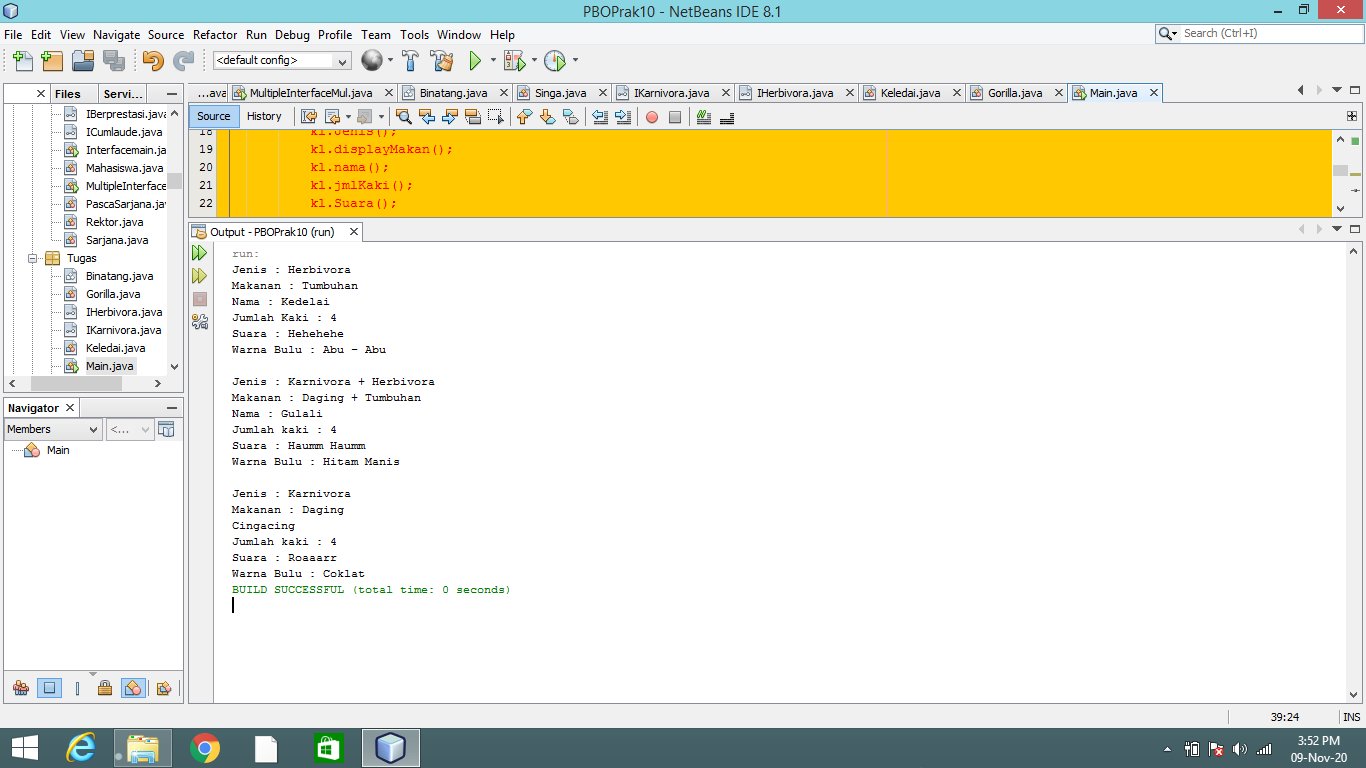 PBOPrak10 - NetBeans IDE 8.1
File Edit View Navigate Source Refactor Run Debug Profile Team Tools Window Help
Search (Ctrl+I)
<default config>
Files Servi...
...ava MultipleInterfaceMul.java Binatang.java Singa.java IKarnivora.java IHerbivora.java Keledai.java Gorilla.java Main.java
Source History
IBerprestasi.java
ICumlaude.java
Interfacemain.ja
Mahasiswa.java
MultipleInterface
PascaSarjana.jav
Rektor.java
Sarjana.java
Tugas
Binatang.java
Gorilla.java
IHerbivora.java
IKarnivora.java
Keledai.java
Main.java
Navigator
Members <...
Main
18 kl.Jenis();
19 kl.displayMakan();
20 kl.nama();
21 kl.jmlKaki();
22 kl.Suara();
Output - PBOPrak10 (run)
run:
Jenis : Herbivora
Makanan : Tumbuhan
Nama : Kedelai
Jumlah Kaki : 4
Suara : Hehehehe
Warna Bulu : Abu - Abu
Jenis : Karnivora + Herbivora
Makanan : Daging + Tumbuhan
Nama : Gulali
Jumlah kaki : 4
Suara : Haumm Haumm
Warna Bulu : Hitam Manis
Jenis : Karnivora
Makanan : Daging
Cingacing
Jumlah kaki : 4
Suara : Roaaarr
Warna Bulu : Coklat
BUILD SUCCESSFUL (total time: 0 seconds)
39:24 INS
3:52 PM
09-Nov-20